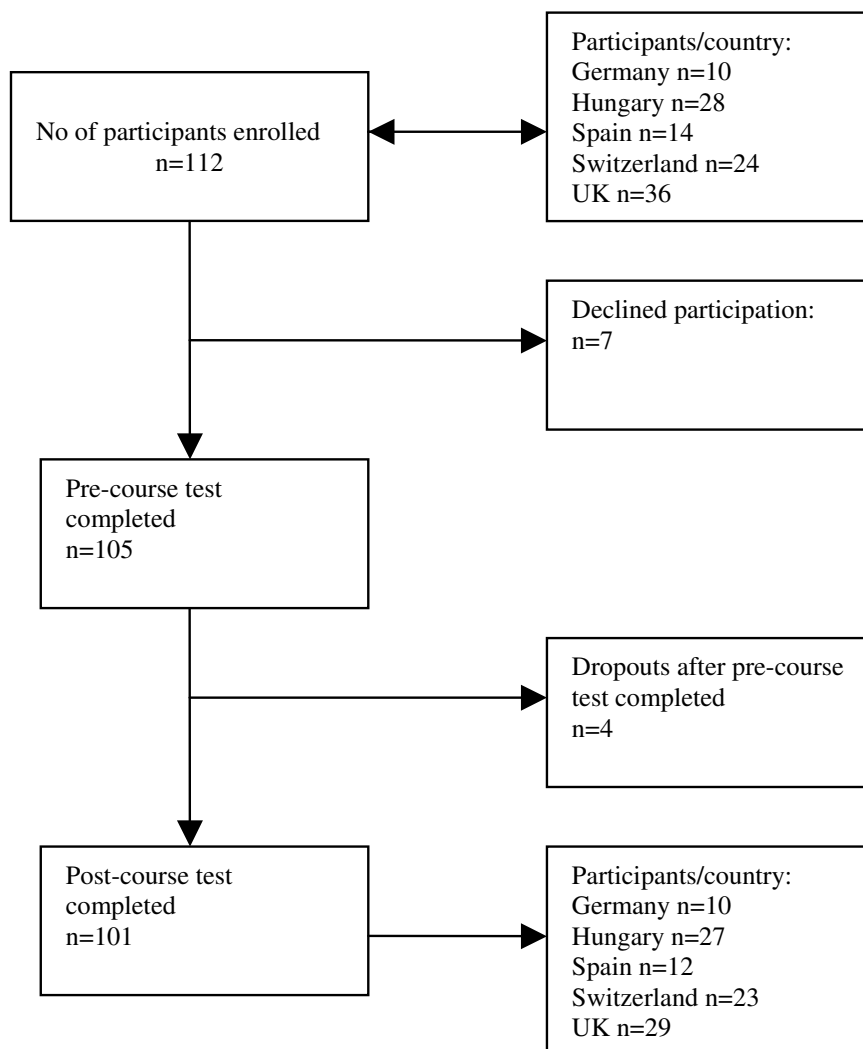 No of participants enrolled
n=112
Participants/country:
Germany n=10
Hungary n=28
Spain n=14
Switzerland n=24
UK n=36
Declined participation:
n=7
Pre-course test
completed
n=105
Dropouts after pre-course
test completed
n=4
Post-course test
completed
n=101
Participants/country:
Germany n=10
Hungary n=27
Spain n=12
Switzerland n=23
UK n=29